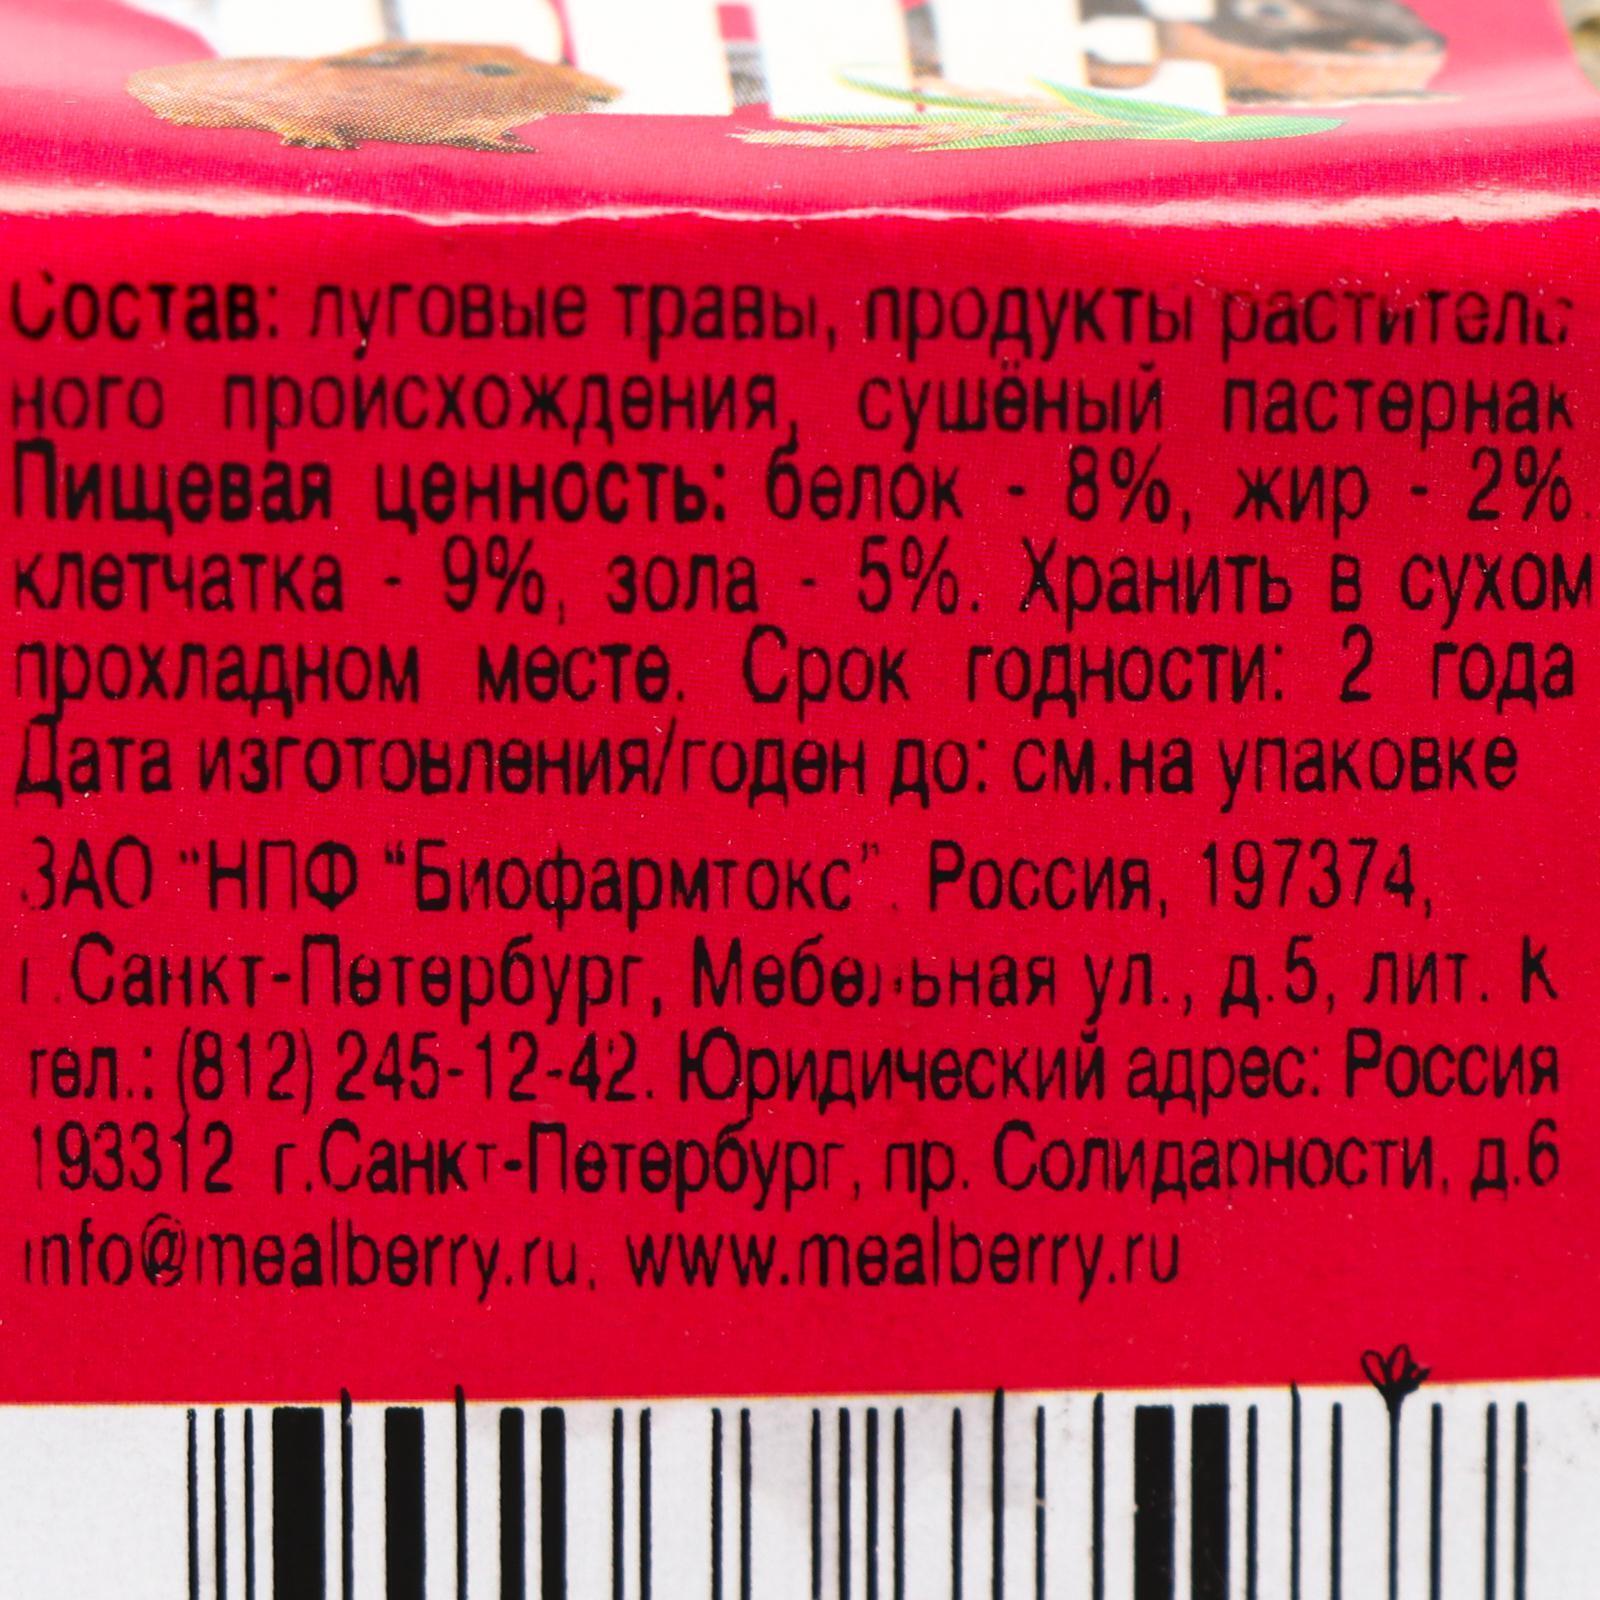 Состав: луговые травы, продукты раститель
ного происхождения, сушёный пастернак
Пищевая ценность: белок - 8%, жир - 2%.
клетчатка - 9%, зола - 5%. Хранить в сухом
прохладном месте. Срок годности: 2 года
Дата изготовления/годен до: см.на упаковке
ЗАО "НПФ "Биофармтокс". Россия, 197374,
г.Санкт-Петербург, Мебельная ул., д.5, лит. К
тел.: (812) 245-12-42. Юридический адрес: Россия
193312 г.Санкт-Петербург, пр. Солидарности, д.6
info@mealberry.ru, www.mealberry.ru